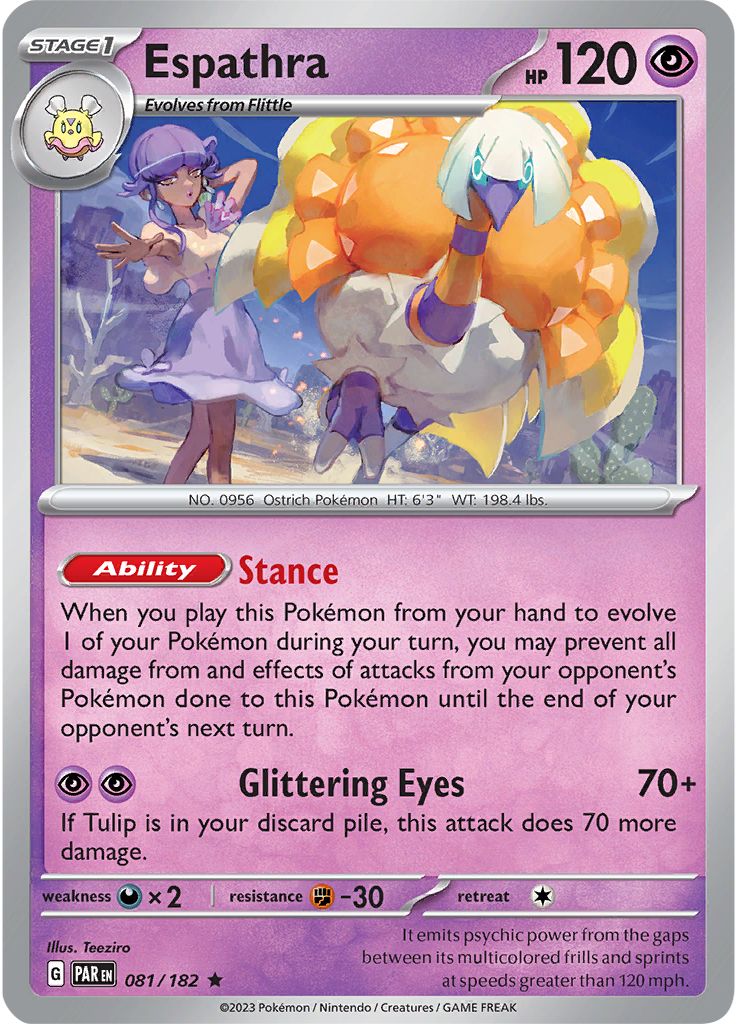 STAGE1
Espathra
HP 120
Evolves from Flittle
NO. 0956 Ostrich Pokémon HT: 6'3" WT: 198.4 lbs.
Ability Stance
When you play this Pokémon from your hand to evolve
1 of your Pokémon during your turn, you may prevent all
damage from and effects of attacks from your opponent's
Pokémon done to this Pokémon until the end of your
opponent's next turn.
Glittering Eyes 70+
If Tulip is in your discard pile, this attack does 70 more
damage.
weakness ×2 resistance -30 retreat
Illus. Teeziro
G PAR EN 081/182 ★
It emits psychic power from the gaps
between its multicolored frills and sprints
at speeds greater than 120 mph.
©2023 Pokémon / Nintendo / Creatures / GAME FREAK